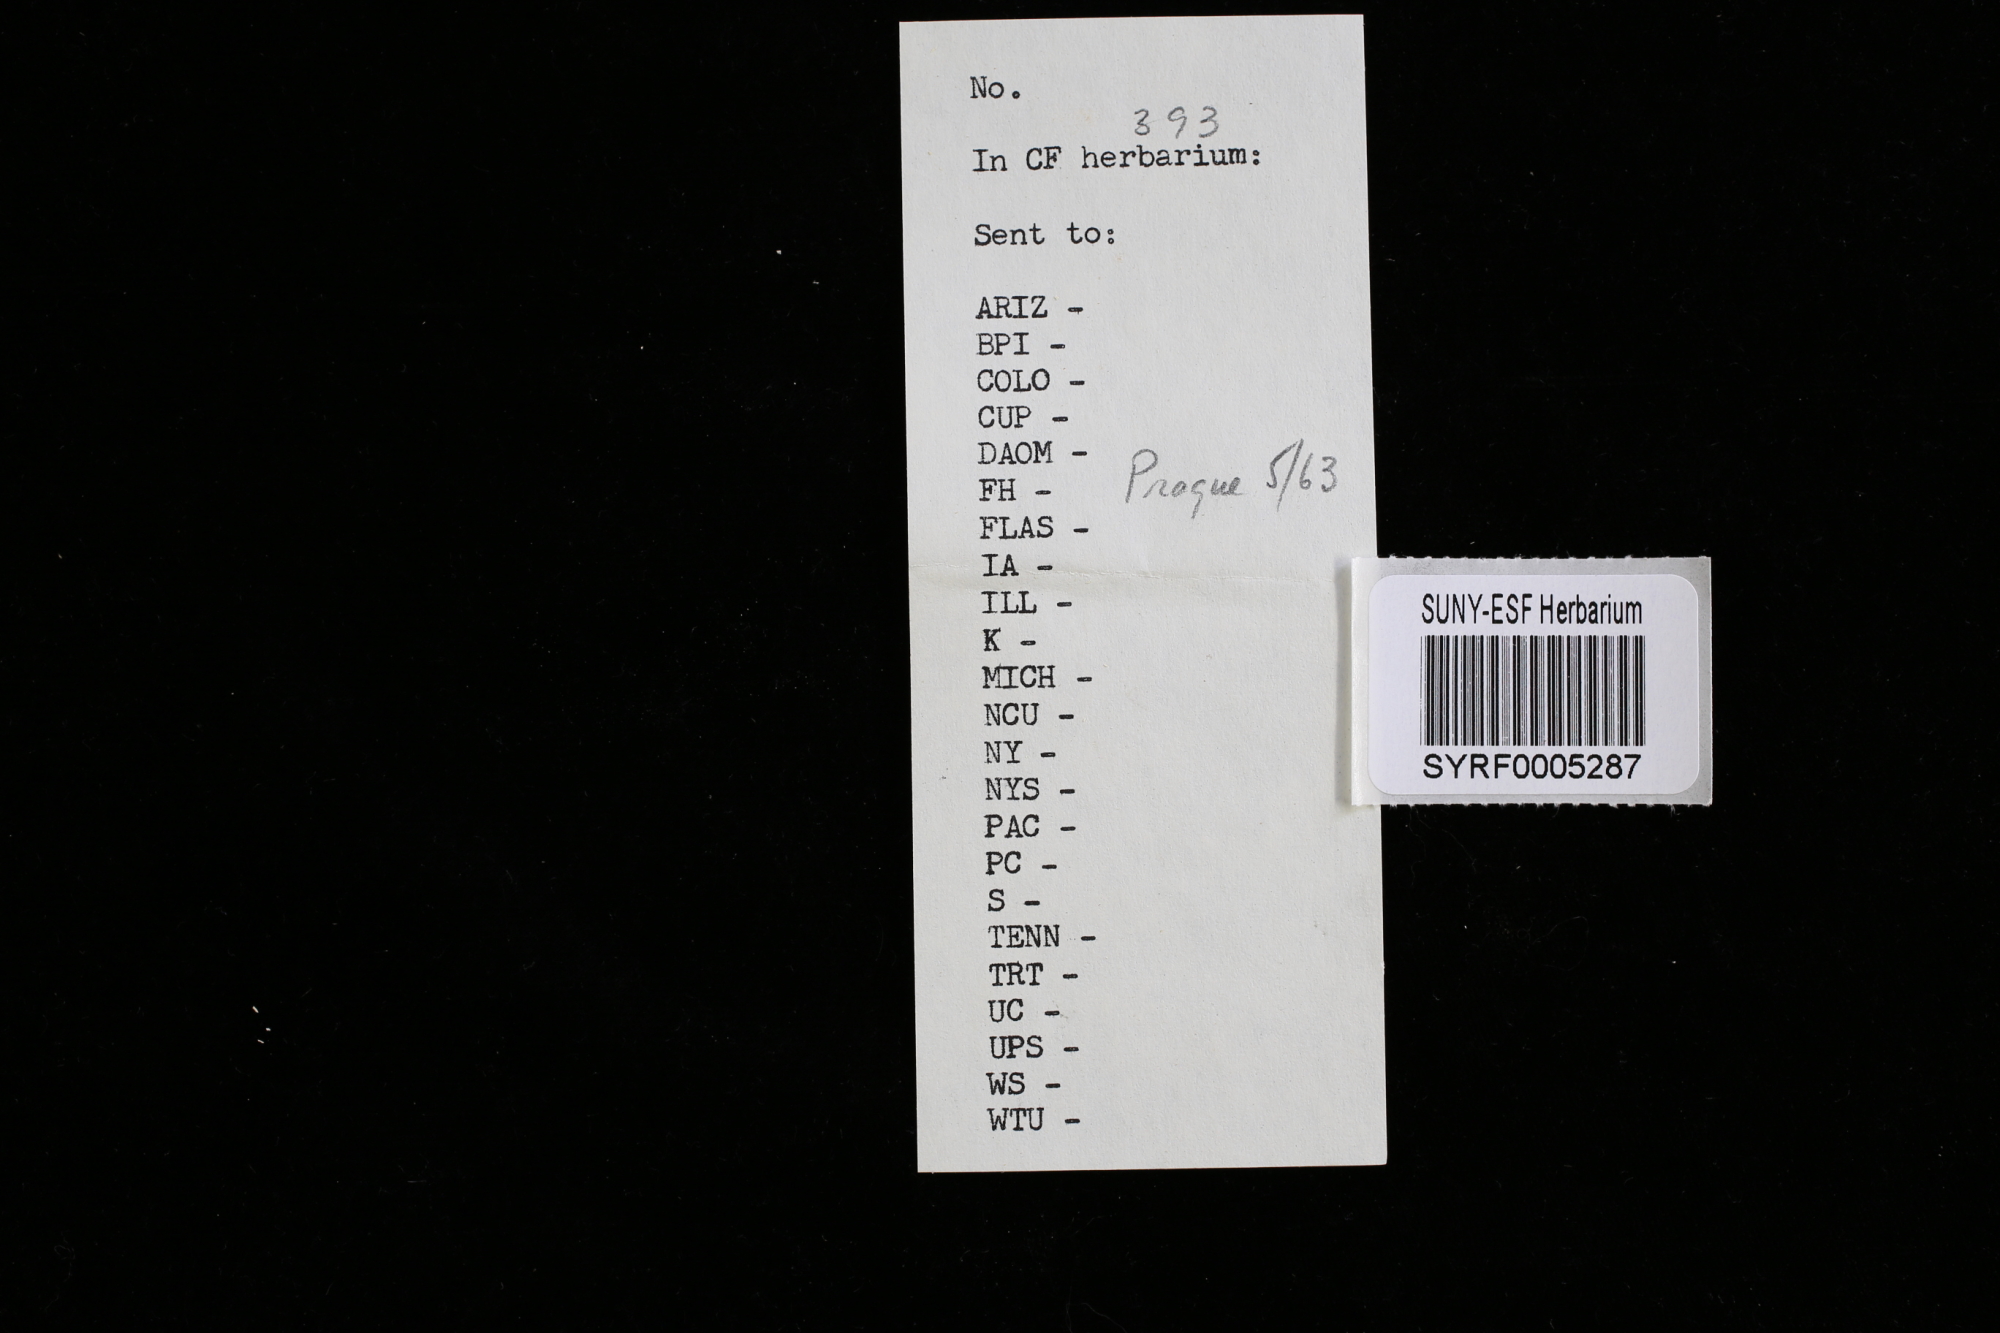 No.
393
In CF herbarium:
Sent to:
ARIZ -
BPI -
COLO -
CUP -
DAOM -
FH -
Prague 5/63
FLAS -
IA -
ILL -
K -
MICH -
NCU -
NY -
NYS -
PAC -
PC -
S -
TENN -
TRT -
UC -
UPS -
WS -
WTU -
SUNY-ESF Herbarium
SYRF0005287